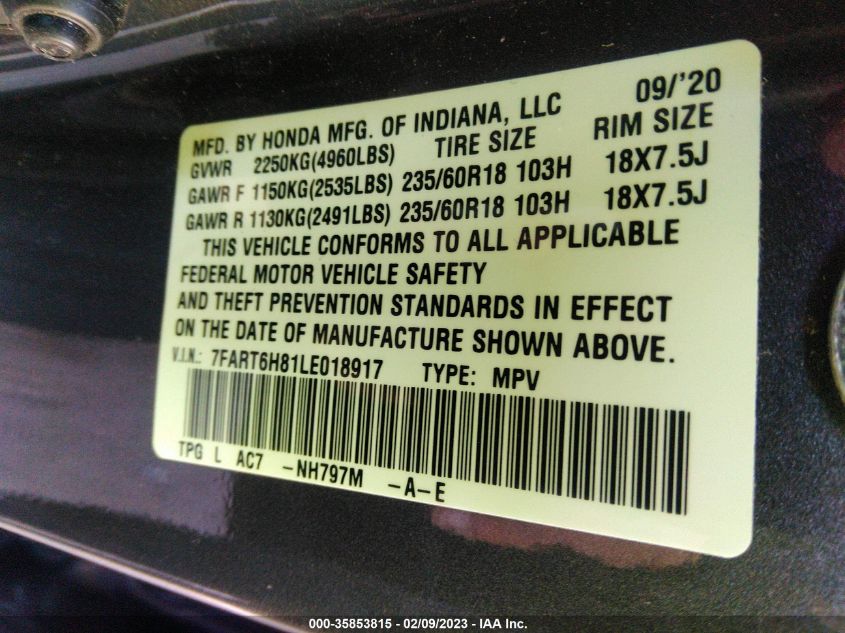 MFD. BY HONDA MFG. OF INDIANA, LLC 09/'20
GVWR 2250KG(4960LBS) TIRE SIZE RIM SIZE
GAWR F 1150KG(2535LBS) 235/60R18 103H 18X7.5J
GAWR R 1130KG(2491LBS) 235/60R18 103H 18X7.5J
THIS VEHICLE CONFORMS TO ALL APPLICABLE
FEDERAL MOTOR VEHICLE SAFETY
AND THEFT PREVENTION STANDARDS IN EFFECT
ON THE DATE OF MANUFACTURE SHOWN ABOVE.
V.I.N.: 7FART6H81LE018917 TYPE: MPV
TPG L AC7 -NH797M -A-E
000-35853815 - 02/09/2023 - IAA Inc.